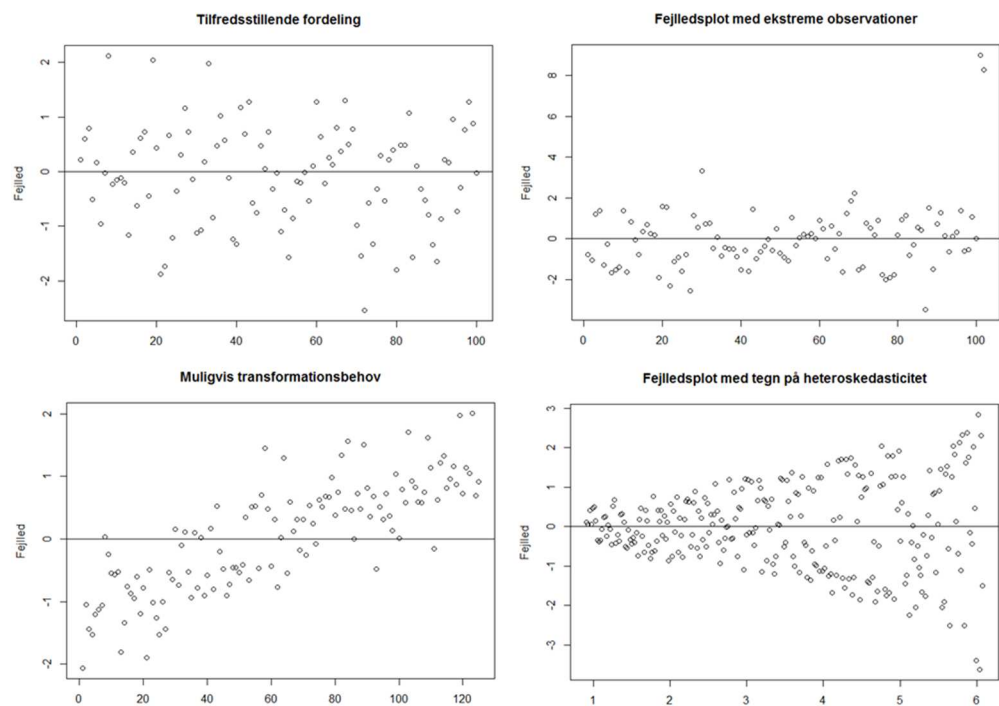 Tilfredsstillende fordeling
Fejlled
2
1
0
-1
-2
0 20 40 60 80 100
Fejlledsplot med ekstreme observationer
Fejlled
8
6
4
2
0
-2
0 20 40 60 80 100
Muligvis transformationsbehov
Fejlled
2
1
0
-1
-2
0 20 40 60 80 100 120
Fejlledsplot med tegn på heteroskedasticitet
Fejlled
3
2
1
0
-1
-3
1 2 3 4 5 6